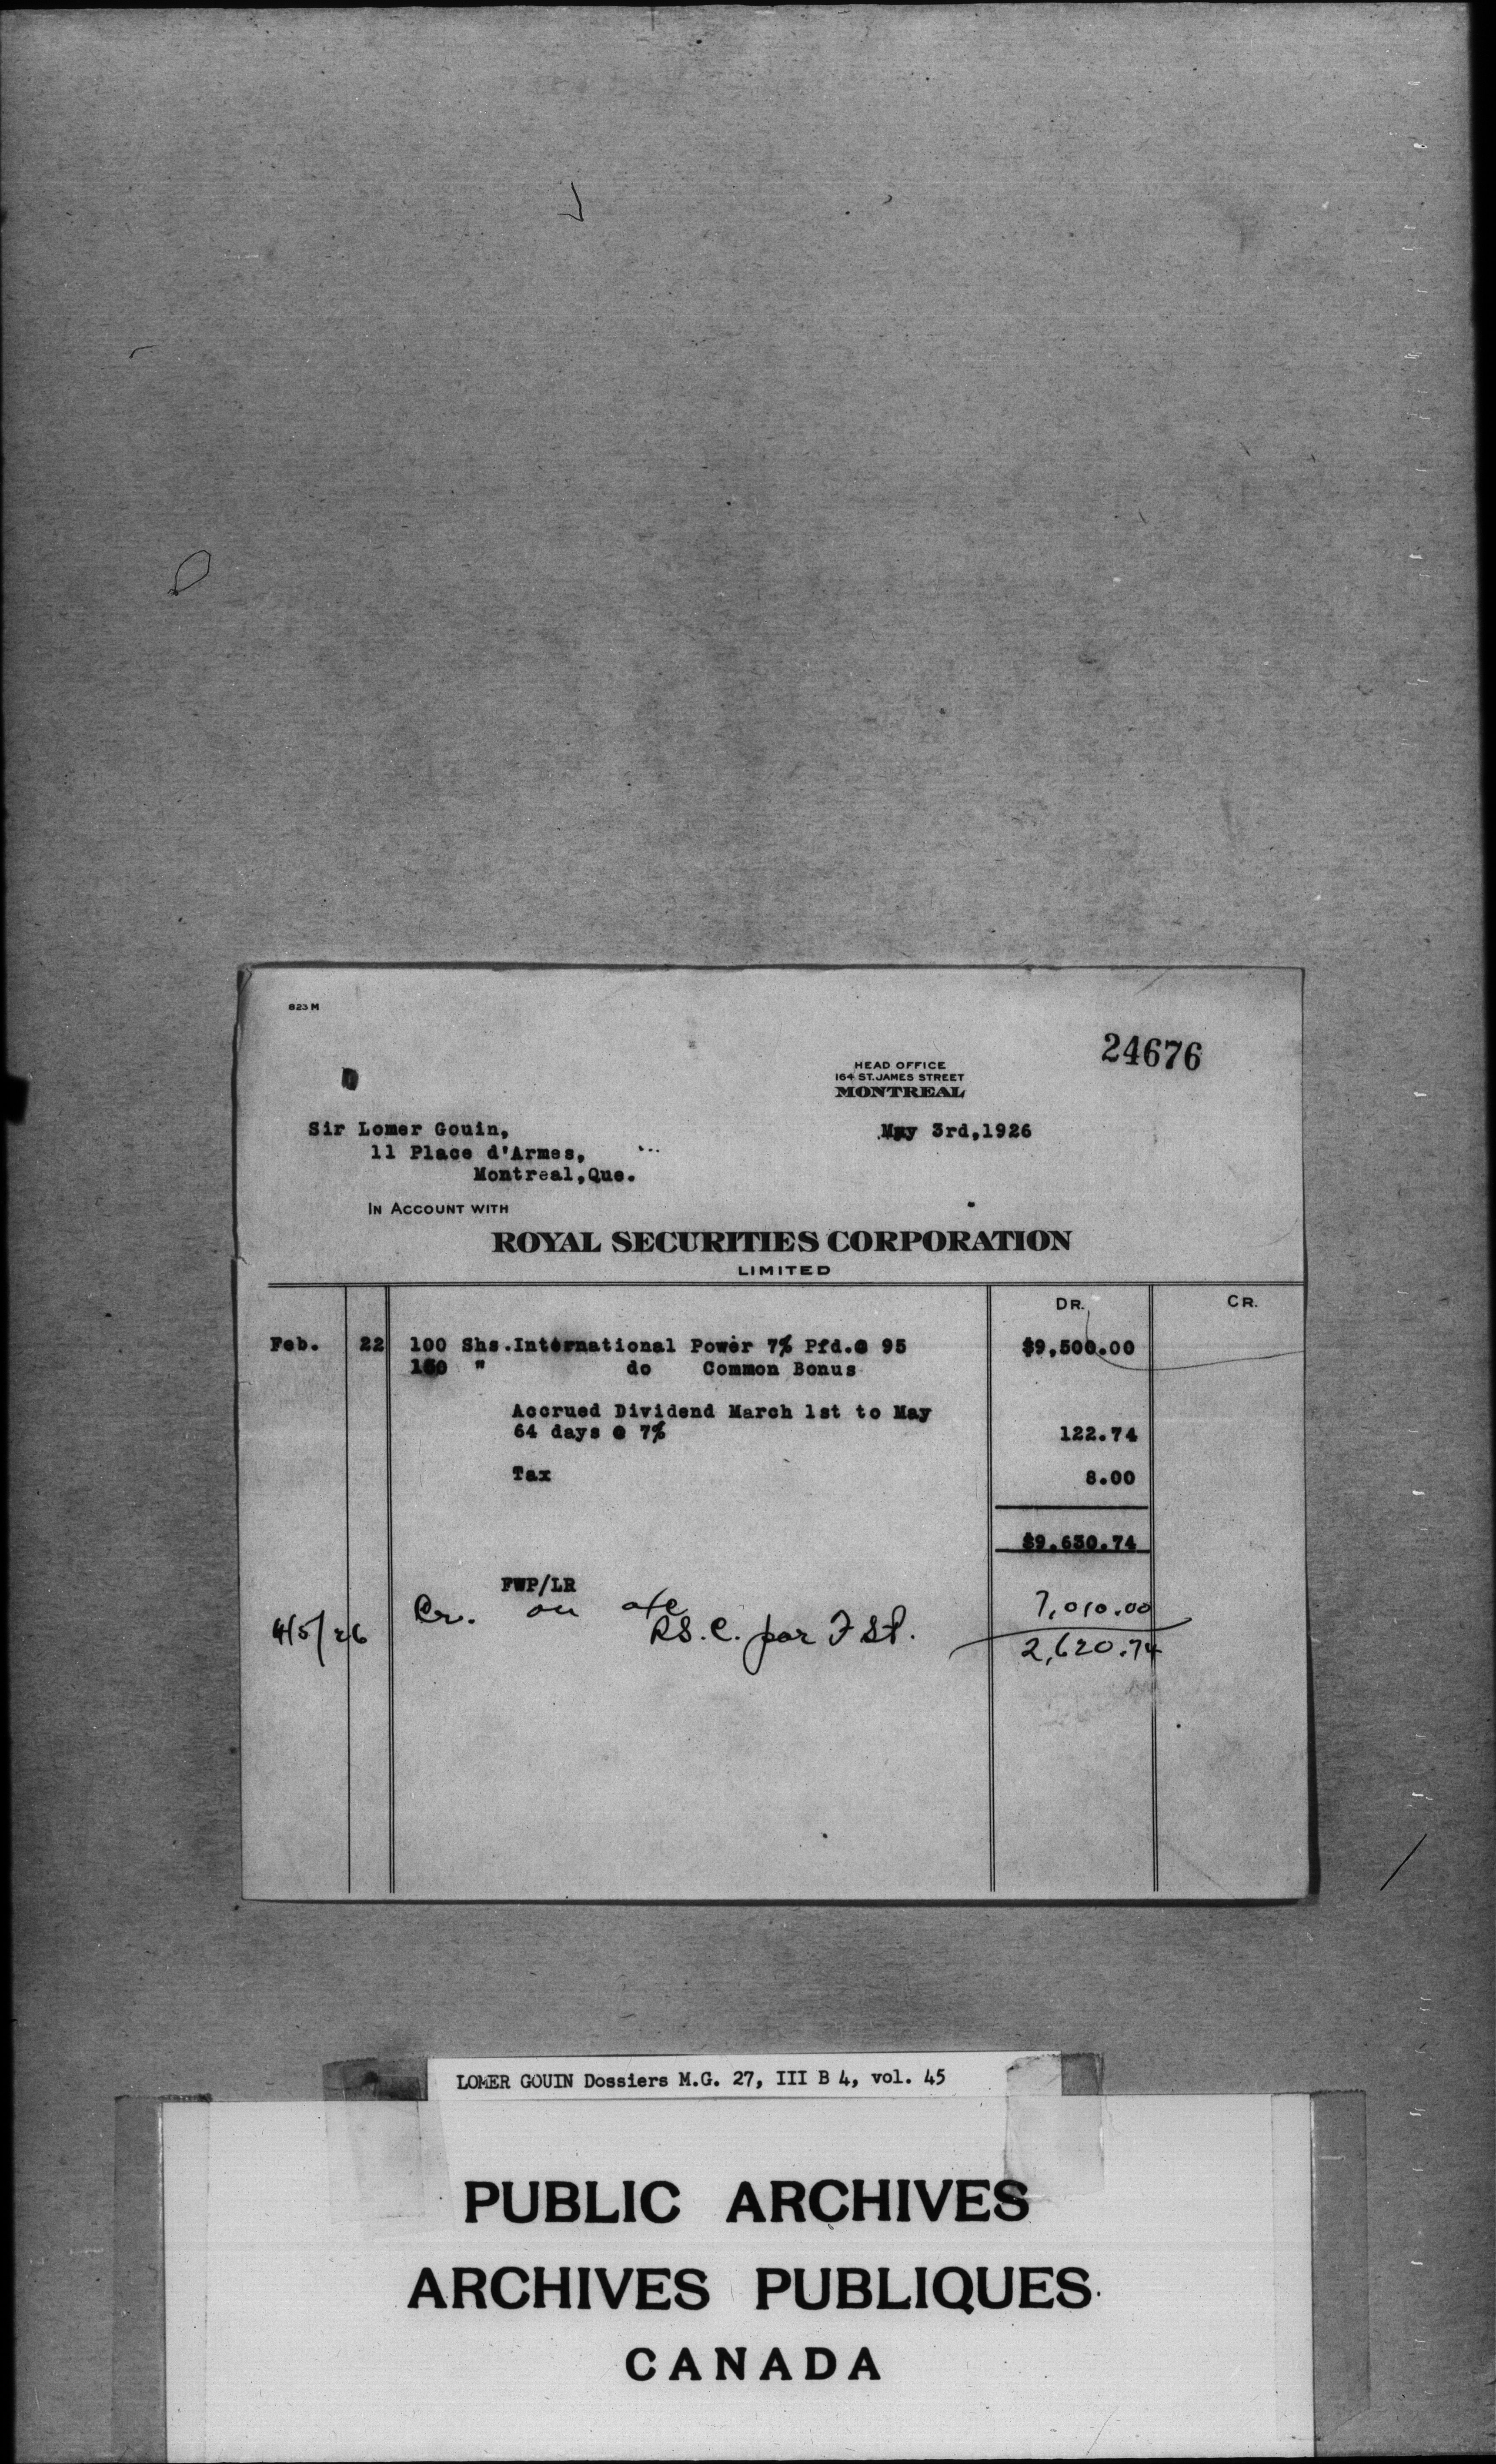 823 M
24676
HEAD OFFICE
164 ST. JAMES STREET
MONTREAL
Sir Lomer Gouin,
May 3rd,1926
11 Place d'Armes,
Montreal,Que.
IN ACCOUNT WITH
ROYAL SECURITIES CORPORATION
LIMITED
DR. CR.
Feb. 22 100 Shs.International Power 7% Pfd.@ 95 $9,500.00
" do Common Bonus
Accrued Dividend March 1st to May
64 days @ 7% 122.74
Tax 8.00
$9,630.74
FWP/LR
Cr. on a/c 7,010.00
4/5/26 R.S.C. par 2,620.74
LOMER GOUIN Dossiers M.G. 27, III B 4, vol. 45
PUBLIC ARCHIVES
ARCHIVES PUBLIQUES
CANADA